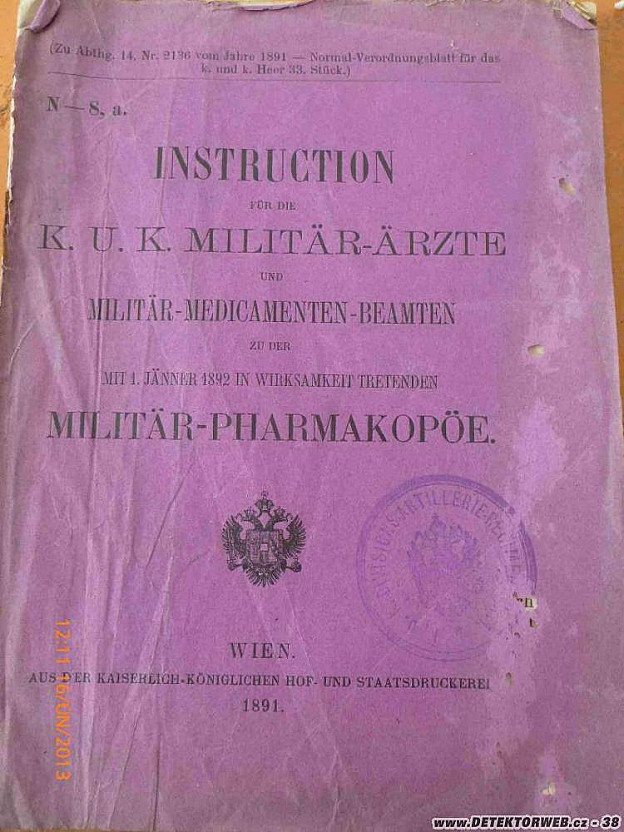 (Zu Abthg. 14, Nr. 2136 vom Jahre 1891 — Normal-Verordnungsblatt für das
k. und k. Heer 33. Stück.)
N—8, a.
INSTRUCTION
FÜR DIE
K. U. K. MILITÄR-ÄRZTE
UND
MILITÄR-MEDICAMENTEN-BEAMTEN
ZU DER
MIT 1. JÄNNER 1892 IN WIRKSAMKEIT TRETENDEN
MILITÄR-PHARMAKOPÖE.
WIEN.
AUS DER KAISERLICH-KÖNIGLICHEN HOF- UND STAATSDRUCKEREI
1891.
12:11 16/JUN/2013
www.DETEKTORWEB.cz - 38